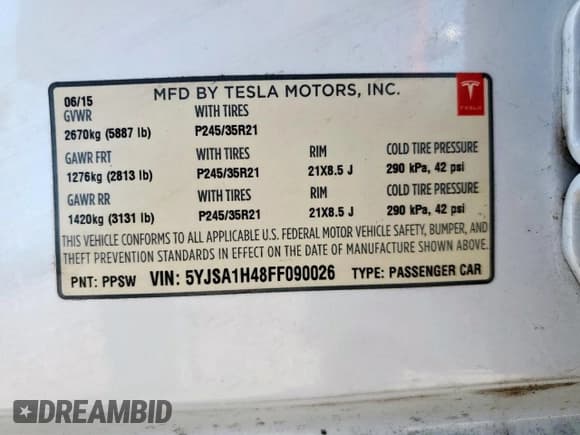 06/15 MFD BY TESLA MOTORS, INC.
GVWR WITH TIRES
2670kg (5887 lb) P245/35R21
GAWR FRT WITH TIRES RIM COLD TIRE PRESSURE
1276kg (2813 lb) P245/35R21 21X8.5 J 290 kPa, 42 psi
GAWR RR WITH TIRES RIM COLD TIRE PRESSURE
1420kg (3131 lb) P245/35R21 21X8.5 J 290 kPa, 42 psi
THIS VEHICLE CONFORMS TO ALL APPLICABLE U.S. FEDERAL MOTOR VEHICLE SAFETY, BUMPER, AND
THEFT PREVENTION STANDARDS IN EFFECT ON THE DATE OF MANUFACTURE SHOWN ABOVE.
PNT: PPSW VIN: 5YJSA1H48FF090026 TYPE: PASSENGER CAR
TESLA
DREAMBID